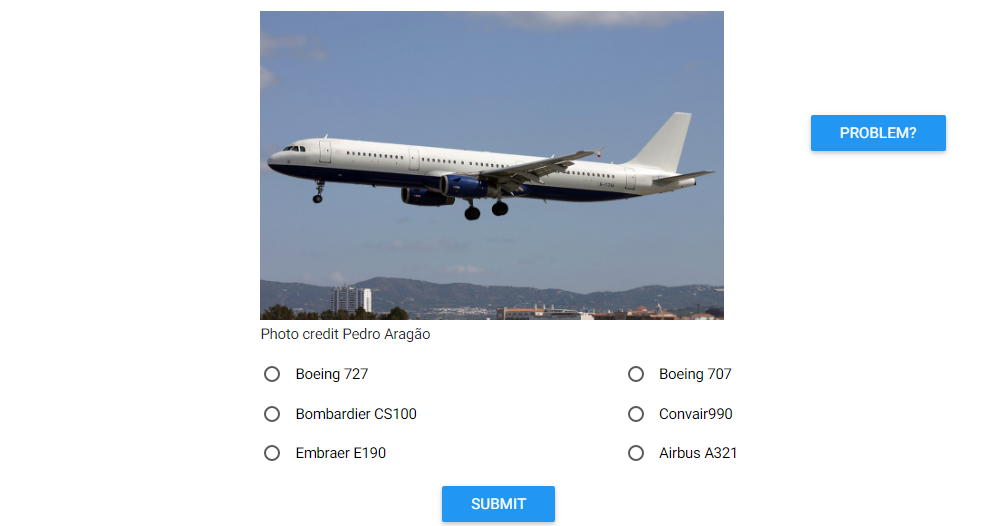 PROBLEM?
Photo credit Pedro Aragão
Boeing 727
Boeing 707
Bombardier CS100
Convair990
Embraer E190
Airbus A321
SUBMIT